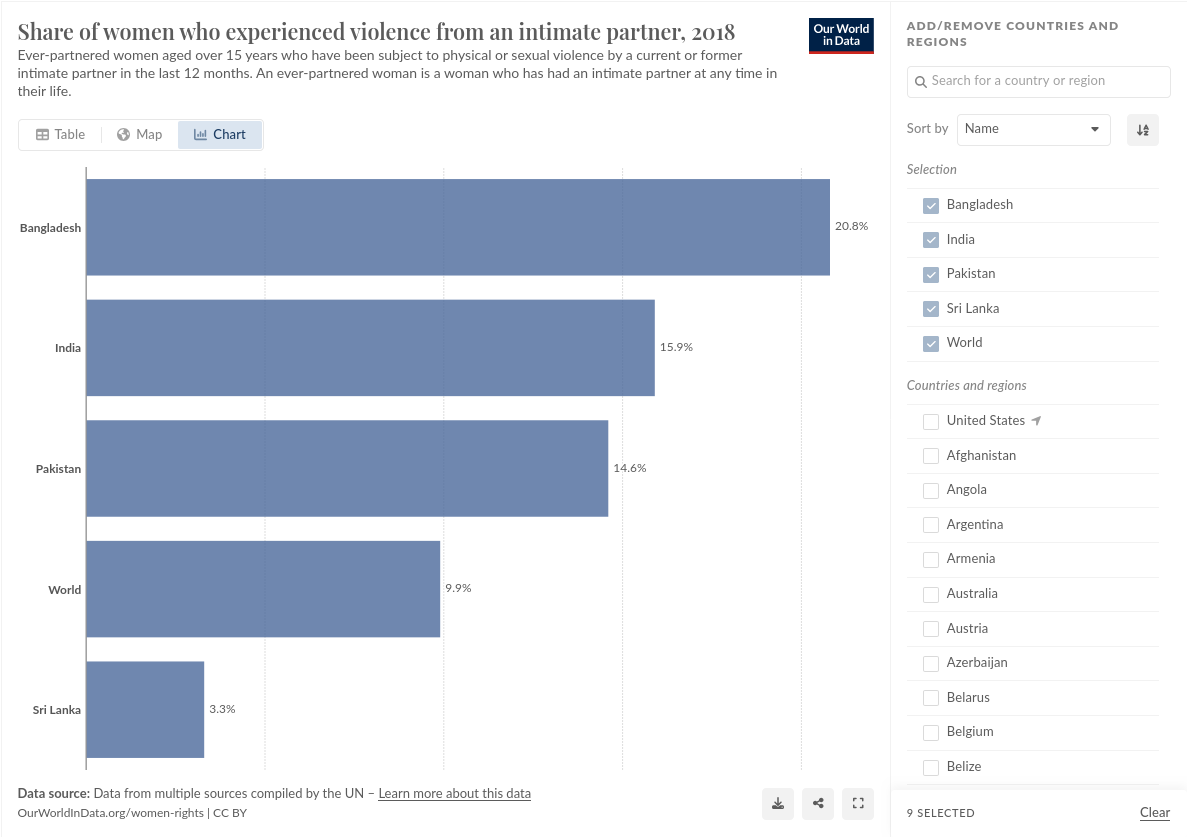 Share of women who experienced violence from an intimate partner, 2018
Ever-partnered women aged over 15 years who have been subject to physical or sexual violence by a current or former
intimate partner in the last 12 months. An ever-partnered woman is a woman who has had an intimate partner at any time in
their life.
Our World
in Data
Table
Map
Chart
Bangladesh
20.8%
India
15.9%
Pakistan
14.6%
World
9.9%
Sri Lanka
3.3%
Data source: Data from multiple sources compiled by the UN – Learn more about this data
OurWorldInData.org/women-rights | CC BY
ADD/REMOVE COUNTRIES AND
REGIONS
Search for a country or region
Sort by
Name
Selection
Bangladesh
India
Pakistan
Sri Lanka
World
Countries and regions
United States
Afghanistan
Angola
Argentina
Armenia
Australia
Austria
Azerbaijan
Belarus
Belgium
Belize
9 SELECTED
Clear